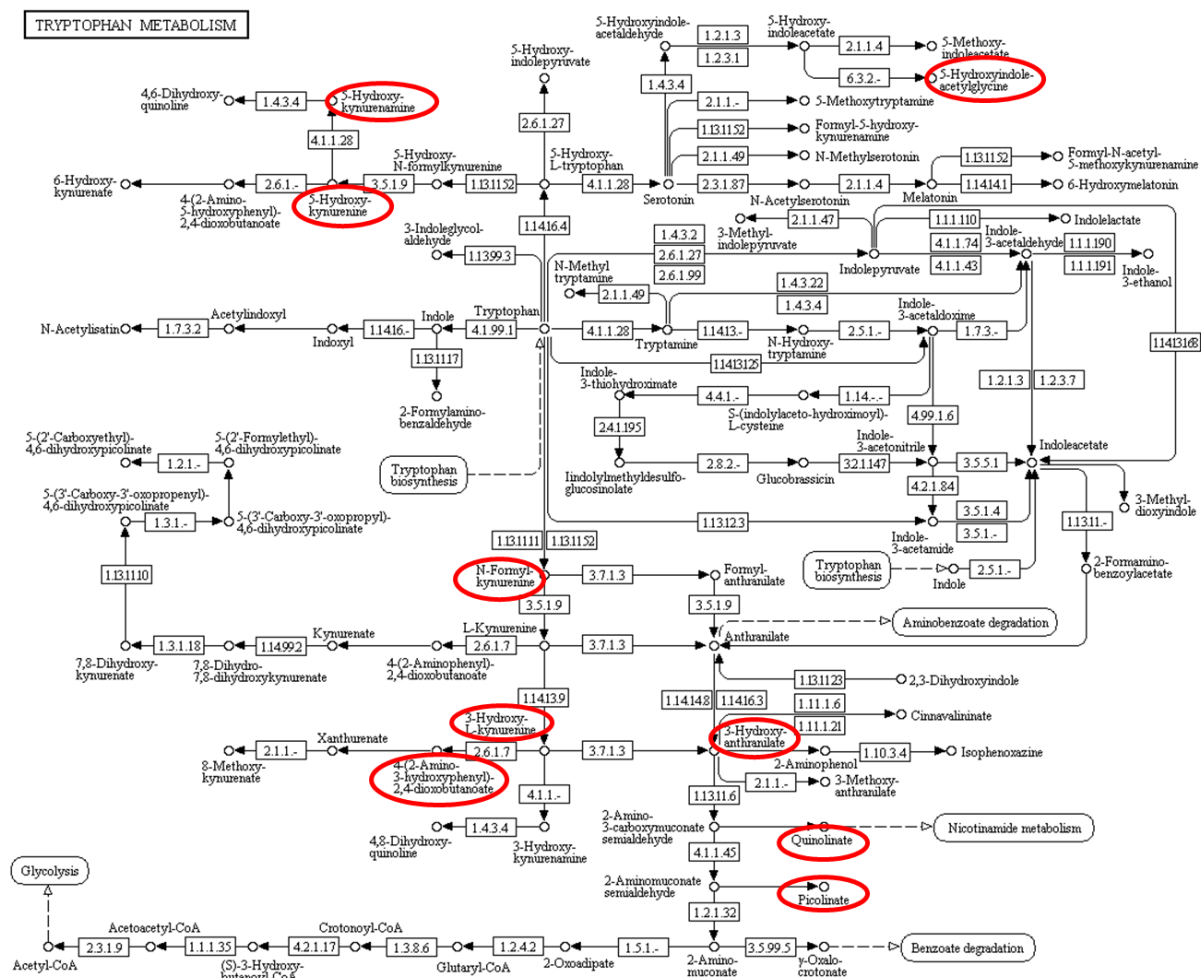 TRYPTOPHAN METABOLISM
5-Hydroxyindole-
acetaldehyde
1.2.1.3
1.2.3.1
5-Hydroxy-
indoleacetate
2.1.1.4
5-Methoxy-
indoleacetate
6.3.2.-
5-Hydroxyindole-
acetylglycine
5-Hydroxy-
indolepyruvate
1.4.3.4
2.1.1.-
5-Methoxytryptamine
4,6-Dihydroxy-
quinoline
1.4.3.4
5-Hydroxy-
kynurenamine
2.6.1.27
1.13.11.52
Formyl-5-hydroxy-
kynurenamine
4.1.1.28
5-Hydroxy-
N-formylkynurenine
5-Hydroxy-
L-tryptophan
2.1.1.49
N-Methylserotonin
1.13.11.52
Formyl-N-acetyl-
5-methoxykynurenamine
6-Hydroxy-
kynurenate
2.6.1.-
3.5.1.9
1.13.11.52
4.1.1.28
Serotonin
2.3.1.87
N-Acetylserotonin
2.1.1.4
Melatonin
1.14.14.1
6-Hydroxymelatonin
4-(2-Amino-
5-hydroxyphenyl)-
2,4-dioxobutanoate
5-Hydroxy-
kynurenine
1.14.16.4
3-Indoleglycol-
aldehyde
1.13.99.3
2.1.1.47
3-Methyl-
indolepyruvate
1.1.1.110
Indolelactate
1.4.3.2
2.6.1.27
2.6.1.99
Indolepyruvate
4.1.1.74
4.1.1.43
Indole-
3-acetaldehyde
1.1.1.190
1.1.1.191
Indole-
3-ethanol
N-Methyl
tryptamine
2.1.1.49
1.4.3.22
1.4.3.4
N-Acetylisatin
1.7.3.2
Acetylindoxyl
Indoxyl
1.14.16.-
Indole
4.1.99.1
Tryptophan
4.1.1.28
Tryptamine
1.14.13.-
N-Hydroxy-
tryptamine
2.5.1.-
Indole-
3-acetaldoxime
1.7.3.-
1.14.13.168
1.13.11.17
2-Formylamino-
benzaldehyde
1.14.13.125
Indole-
3-thiohydroximate
4.4.1.-
S-(indolylaceto-hydroximoyl)-
L-cysteine
1.14.-.-
1.2.1.3
1.2.3.7
2.4.1.195
4.99.1.6
5-(2'-Carboxyethyl)-
4,6-dihydroxypicolinate
1.2.1.-
5-(2'-Formylethyl)-
4,6-dihydroxypicolinate
Tryptophan
biosynthesis
Iindolylmethyldesulfo-
glucosinolate
2.8.2.-
Glucobrassicin
3.2.1.147
Indole-
3-acetonitrile
3.5.5.1
Indoleacetate
4.2.1.84
3-Methyl-
dioxyindole
5-(3'-Carboxy-3'-oxopropenyl)-
4,6-dihydroxypicolinate
1.3.1.-
5-(3'-Carboxy-3'-oxopropyl)-
4,6-dihydroxypicolinate
1.13.12.3
Indole-
3-acetamide
3.5.1.4
3.5.1.-
1.13.11.-
1.13.11.10
1.13.11.11
1.13.11.52
N-Formyl-
kynurenine
3.7.1.3
Formyl-
anthranilate
Tryptophan
biosynthesis
Indole
2.5.1.-
2-Formamino-
benzoylacetate
3.5.1.9
3.5.1.9
Aminobenzoate degradation
7,8-Dihydroxy-
kynurenate
1.3.1.18
7,8-Dihydro-
7,8-dihydroxykynurenate
1.14.99.2
Kynurenate
4-(2-Aminophenyl)-
2,4-dioxobutanoate
2.6.1.7
L-Kynurenine
3.7.1.3
Anthranilate
1.14.13.9
1.14.14.8
1.14.16.3
1.13.11.23
2,3-Dihydroxyindole
1.11.1.6
1.11.1.21
Cinnavalininate
8-Methoxy-
kynurenate
2.1.1.-
Xanthurenate
2.6.1.7
3-Hydroxy-
L-kynurenine
3.7.1.3
3-Hydroxy-
anthranilate
2-Aminophenol
1.10.3.4
Isophenoxazine
4-(2-Amino-
3-hydroxyphenyl)-
2,4-dioxobutanoate
4.1.1.-
2.1.1.-
3-Methoxy-
anthranilate
1.13.11.6
4,8-Dihydroxy-
quinoline
1.4.3.4
3-Hydroxy-
kynurenamine
2-Amino-
3-carboxymuconate
semialdehyde
Quinolinate
Nicotinamide metabolism
4.1.1.45
2-Aminomuconate
semialdehyde
Picolinate
Glycolysis
1.2.1.32
Acetyl-CoA
2.3.1.9
Acetoacetyl-CoA
1.1.1.35
(S)-3-Hydroxy-
butanoyl-CoA
4.2.1.17
Crotonoyl-CoA
1.3.8.6
Glutaryl-CoA
1.2.4.2
2-Oxoadipate
1.5.1.-
2-Amino-
muconate
3.5.99.5
γ-Oxalo-
crotonate
Benzoate degradation